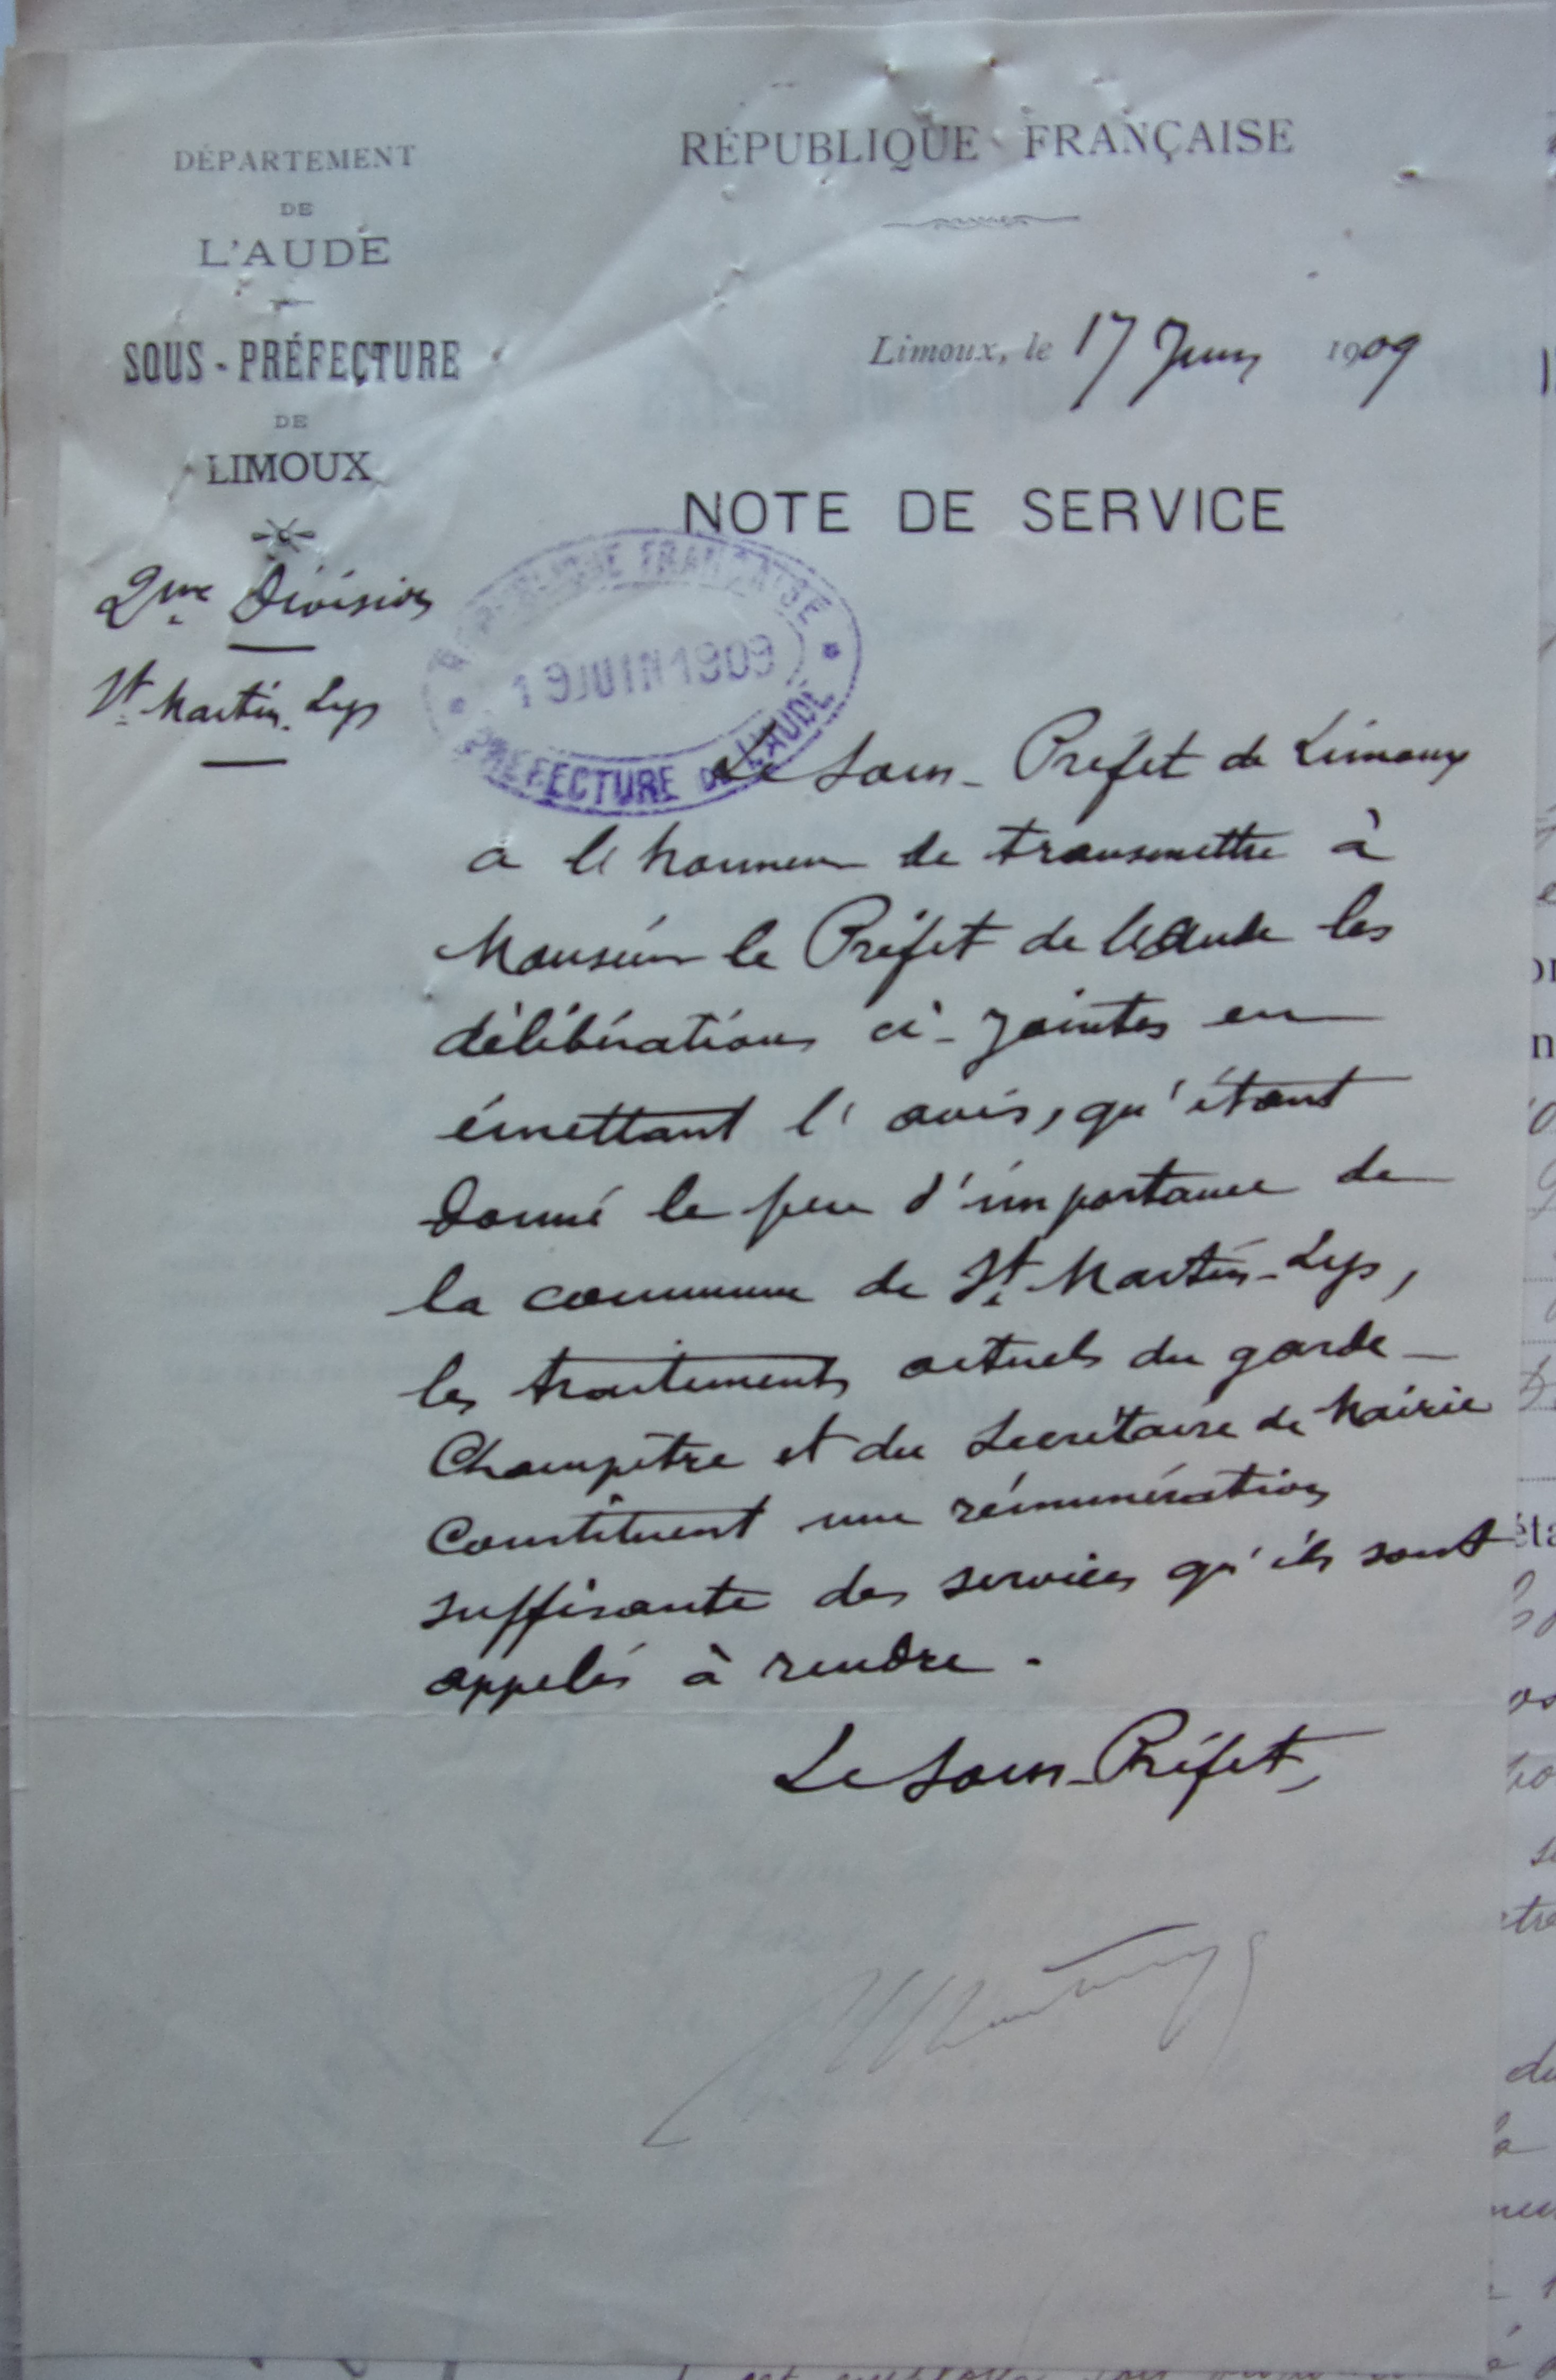 DÉPARTEMENT
DE
L'AUDE
SOUS-PRÉFECTURE
DE
LIMOUX
2me Division
St Martin-Lys
RÉPUBLIQUE FRANÇAISE
Limoux, le 17 Juin 1909
NOTE DE SERVICE
RÉPUBLIQUE FRANÇAISE
19 JUIN 1909
PRÉFECTURE DE L'AUDE
Le Sous-Préfet de Limoux
a l'honneur de transmettre à
Monsieur le Préfet de l'Aude les
délibérations ci-jointes en
émettant l'avis, qu'étant
donné le peu d'importance de
la commune de St Martin-Lys,
les traitements actuels du garde-
Champêtre et du Secrétaire de Mairie
constituent une rémunération
suffisante des services qu'ils sont
appelés à rendre.
Le Sous-Préfet,